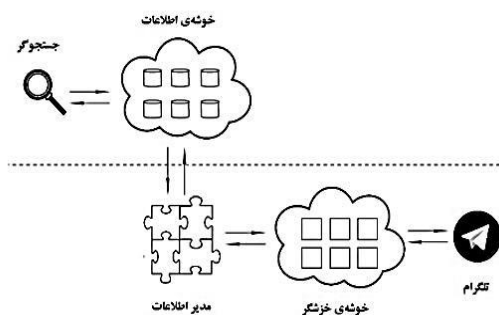 خوشه‌ی اطلاعات
جستجوگر
مدیر اطلاعات
خوشه‌ی خزشگر
تلگرام